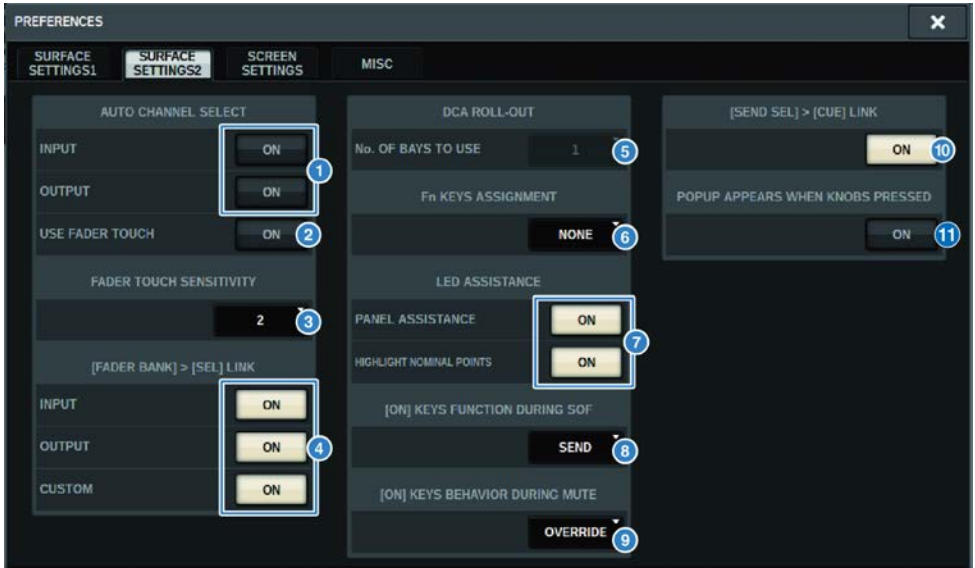 PREFERENCES
×
SURFACE
SETTINGS1
SURFACE
SETTINGS2
SCREEN
SETTINGS
MISC
AUTO CHANNEL SELECT
INPUT ON
1
OUTPUT ON
USE FADER TOUCH ON 2
FADER TOUCH SENSITIVITY
2 3
[FADER BANK] > [SEL] LINK
INPUT ON
OUTPUT ON 4
CUSTOM ON
DCA ROLL-OUT
No. OF BAYS TO USE 1 5
Fn KEYS ASSIGNMENT
NONE 6
LED ASSISTANCE
PANEL ASSISTANCE ON
7
HIGHLIGHT NOMINAL POINTS ON
[ON] KEYS FUNCTION DURING SOF
SEND 8
[ON] KEYS BEHAVIOR DURING MUTE
OVERRIDE 9
[SEND SEL] > [CUE] LINK
ON 10
POPUP APPEARS WHEN KNOBS PRESSED
ON 11